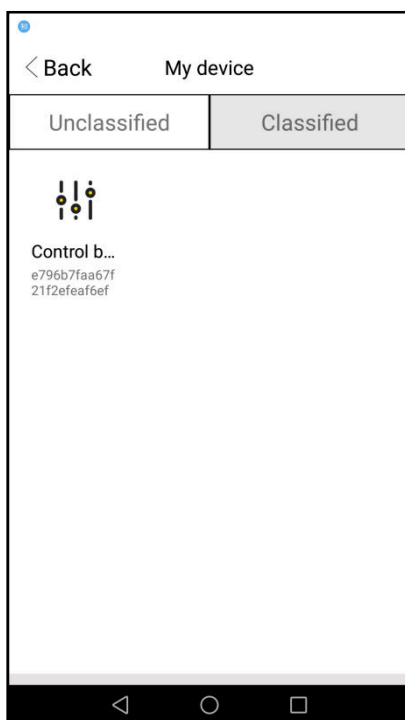 Back
My device
Unclassified
Classified
Control b...
e796b7faa67f
21f2efeaf6ef